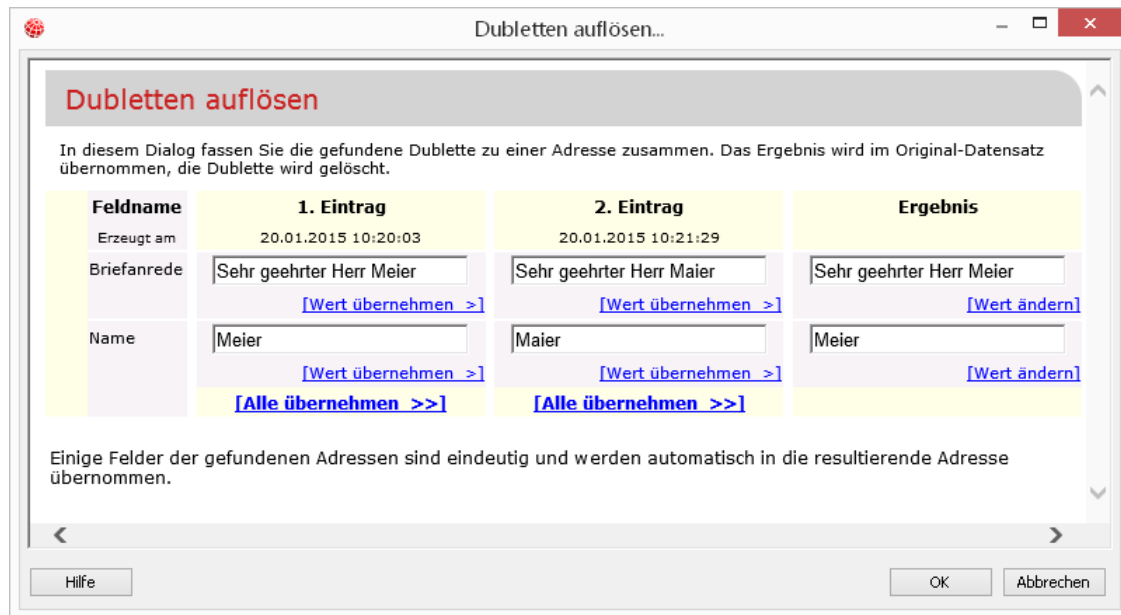 Dubletten auflösen...
Dubletten auflösen
In diesem Dialog fassen Sie die gefundene Dublette zu einer Adresse zusammen. Das Ergebnis wird im Original-Datensatz
übernommen, die Dublette wird gelöscht.
Feldname 1. Eintrag 2. Eintrag Ergebnis
Erzeugt am 20.01.2015 10:20:03 20.01.2015 10:21:29
Briefanrede Sehr geehrter Herr Meier Sehr geehrter Herr Maier Sehr geehrter Herr Meier
[Wert übernehmen >] [Wert übernehmen >] [Wert ändern]
Name Meier Maier Meier
[Wert übernehmen >] [Wert übernehmen >] [Wert ändern]
[Alle übernehmen >>] [Alle übernehmen >>]
Einige Felder der gefundenen Adressen sind eindeutig und werden automatisch in die resultierende Adresse
übernommen.
Hilfe OK Abbrechen